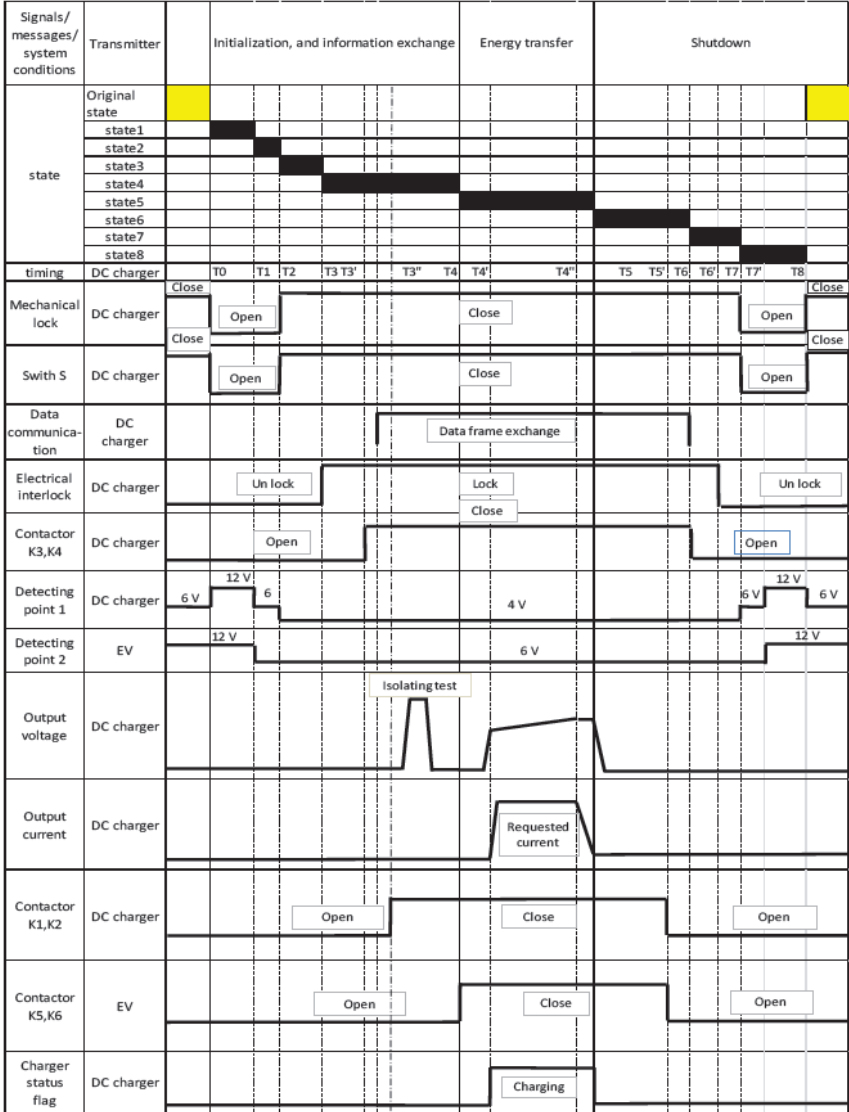 Signals/
messages/
system
conditions
Transmitter
Initialization, and information exchange
Energy transfer
Shutdown
state
Original
state
state1
state2
state3
state4
state5
state6
state7
state8
timing
DC charger
T0
T1
T2
T3
T3'
T3''
T4
T4'
T4''
T5
T5'
T6
T6'
T7
T7'
T8
Mechanical
lock
DC charger
Close
Open
Close
Open
Close
Swith S
DC charger
Close
Open
Close
Open
Close
Data
communica-
tion
DC
charger
Data frame exchange
Electrical
interlock
DC charger
Un lock
Lock
Un lock
Contactor
K3,K4
DC charger
Open
Close
Open
Detecting
point 1
DC charger
6 V
12 V
6
4 V
6 V
12 V
6 V
Detecting
point 2
EV
12 V
6 V
12 V
Output
voltage
DC charger
Isolating test
Output
current
DC charger
Requested
current
Contactor
K1,K2
DC charger
Open
Close
Open
Contactor
K5,K6
EV
Open
Close
Open
Charger
status
flag
DC charger
Charging